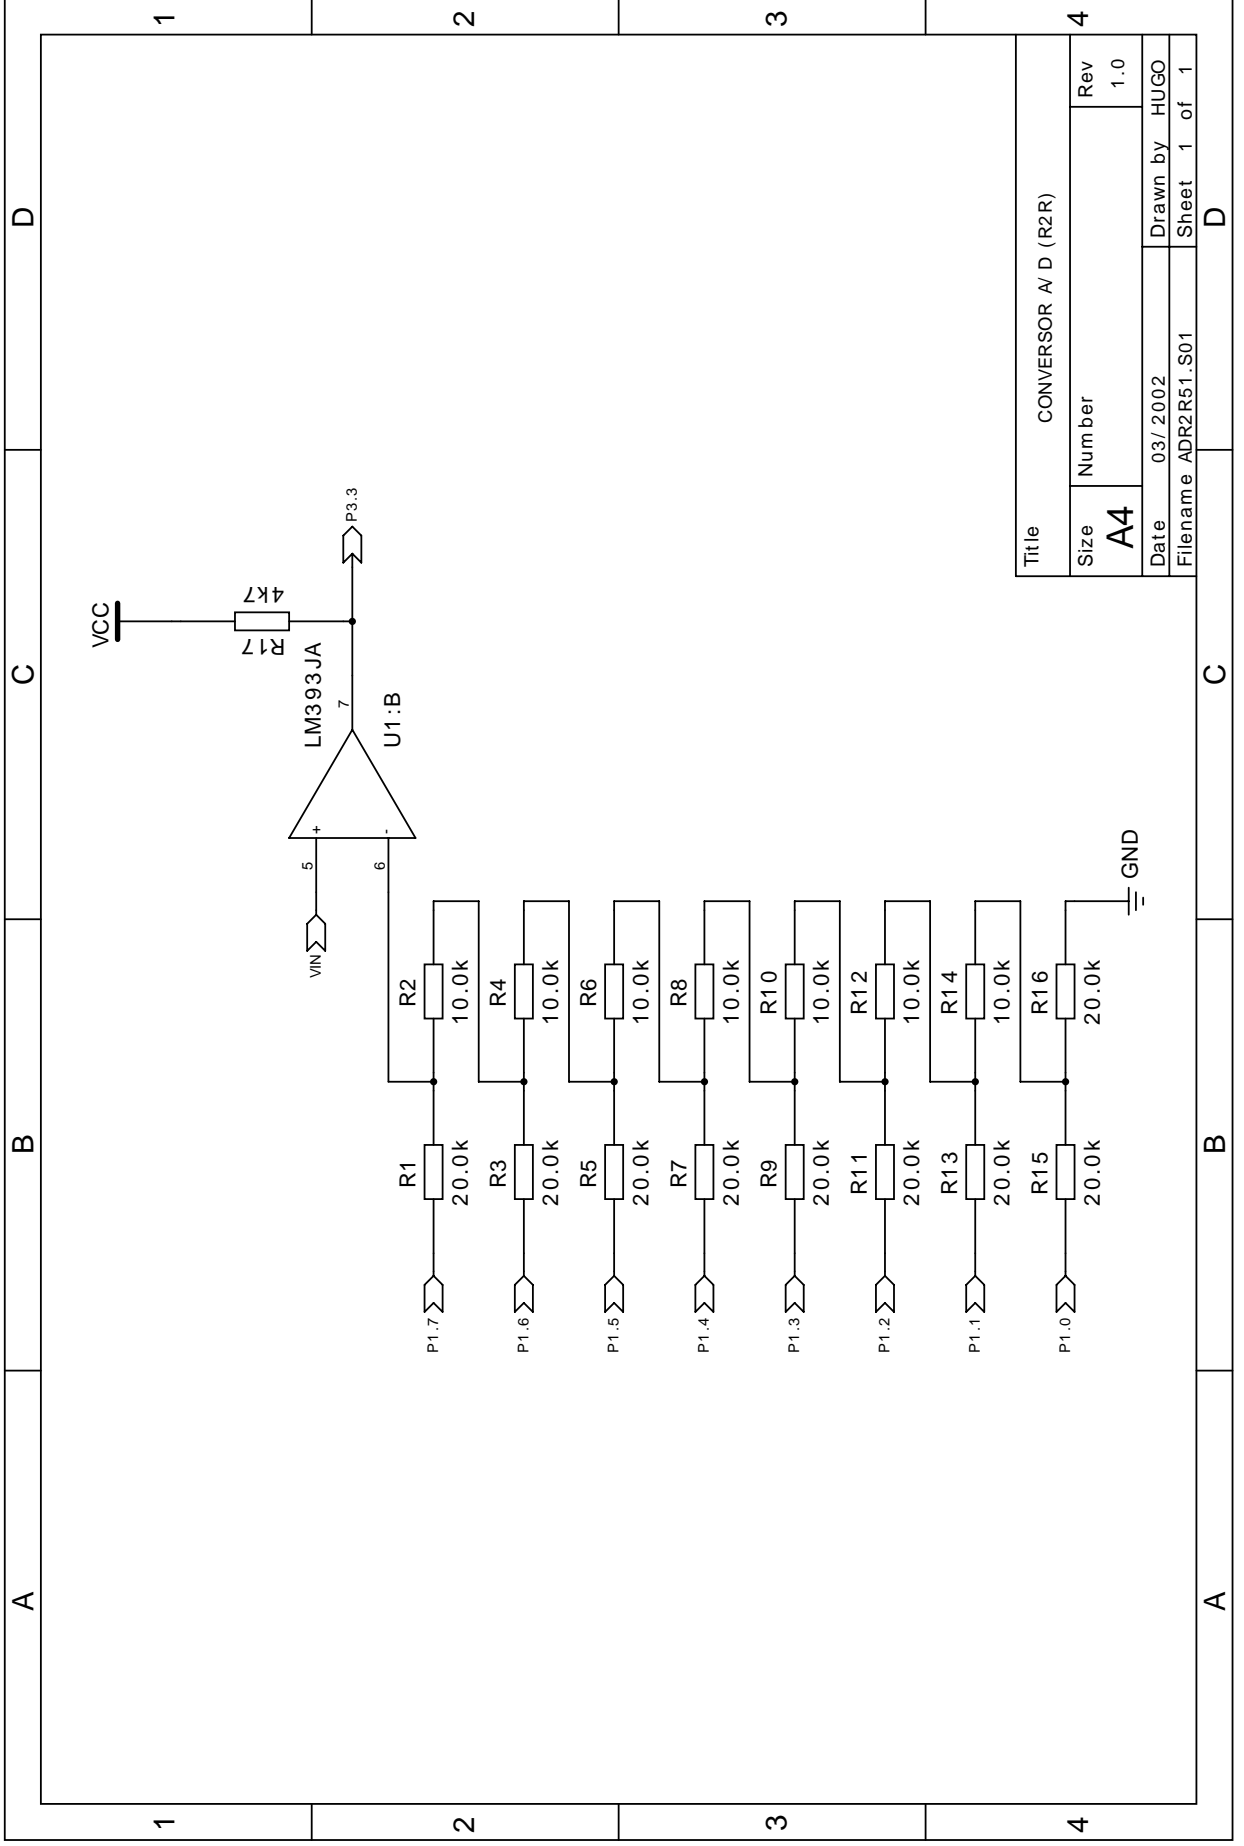 A B C D
1
2
3
4
VCC
R17
4k7
LM393JA
U1:B
VIN
5
+
6
-
7
P3.3
R1
20.0k
R2
10.0k
P1.7
R3
20.0k
R4
10.0k
P1.6
R5
20.0k
R6
10.0k
P1.5
R7
20.0k
R8
10.0k
P1.4
R9
20.0k
R10
10.0k
P1.3
R11
20.0k
R12
10.0k
P1.2
R13
20.0k
R14
10.0k
P1.1
R15
20.0k
R16
20.0k
P1.0
GND
Title
CONVERSOR A/D (R2R)
Size Number Rev
A4 1.0
Date 03/2002 Drawn by HUGO
Filename ADR2R51.S01 Sheet 1 of 1
1
2
3
4
A B C D